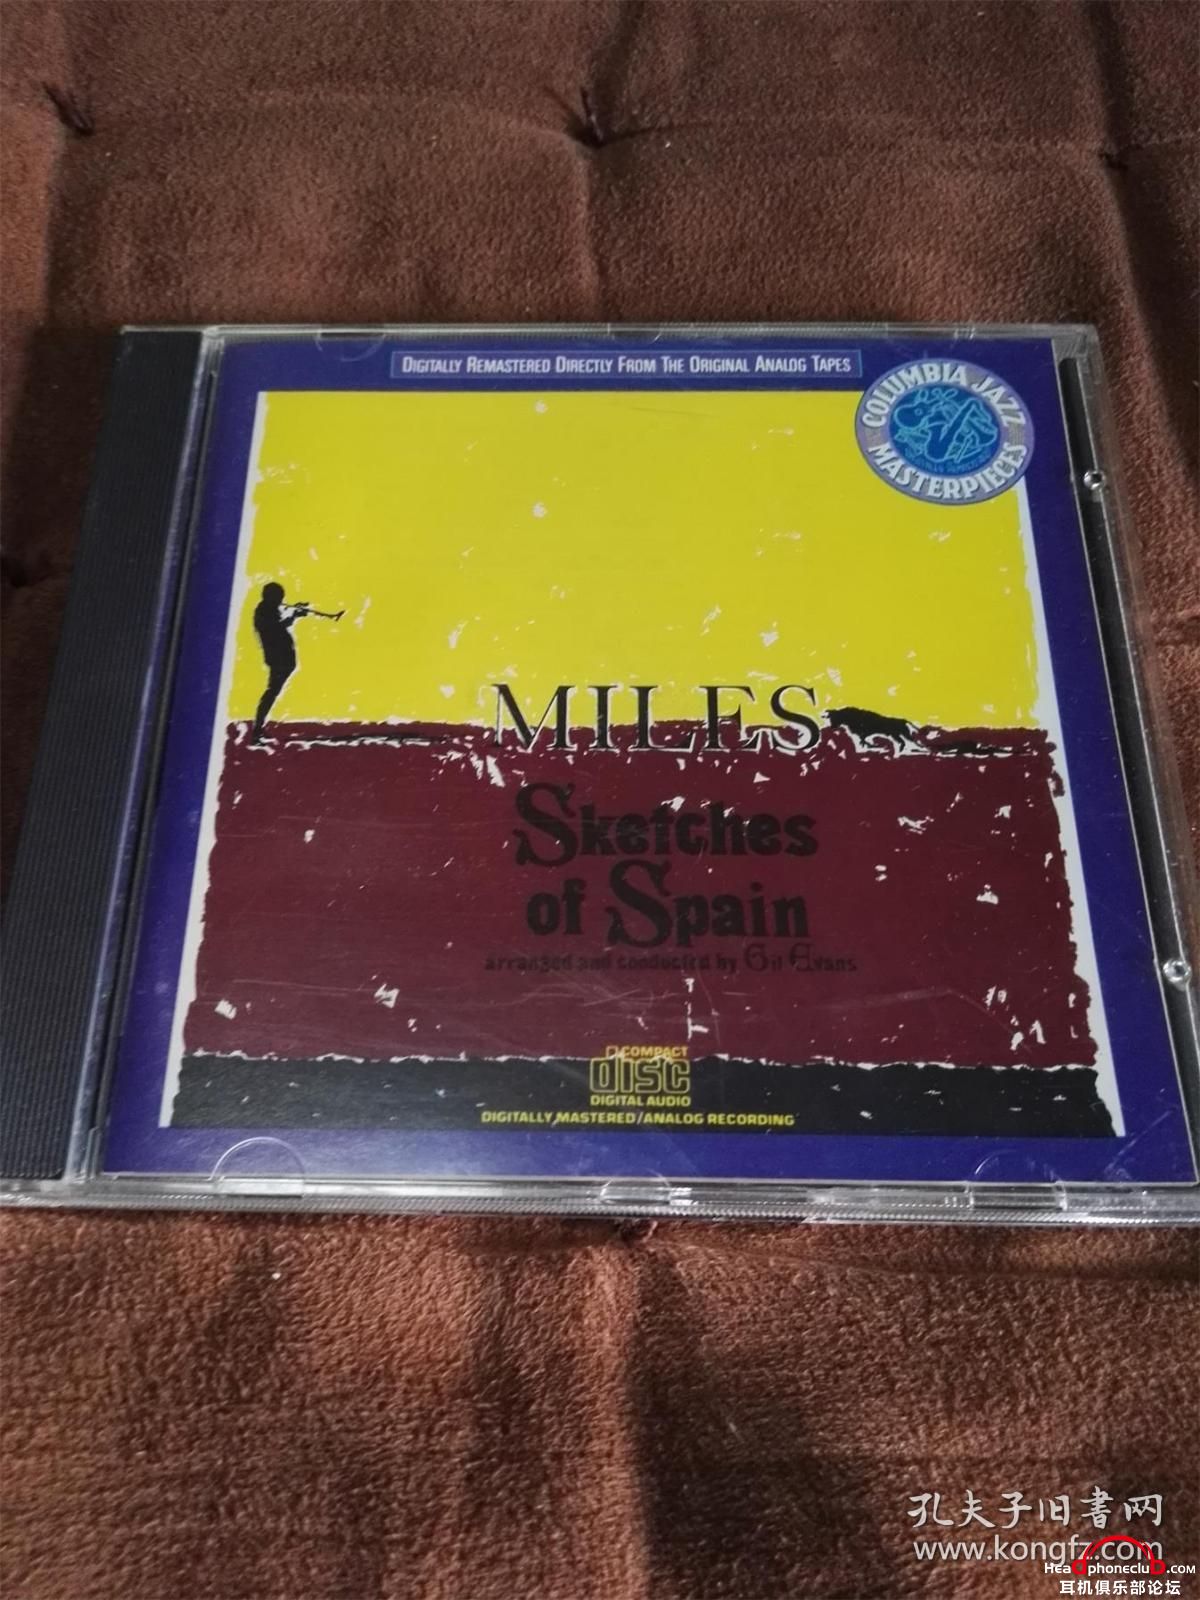 DIGITALLY REMASTERED DIRECTLY FROM THE ORIGINAL ANALOG TAPES
COLUMBIA JAZZ
MASTERPIECES
MILES
Sketches
of Spain
arranged and conducted by Gil Evans
COMPACT
disc
DIGITAL AUDIO
DIGITALLY MASTERED/ANALOG RECORDING
孔夫子旧书网
www.kongfz.com
Headphoneclub.com
耳机俱乐部论坛